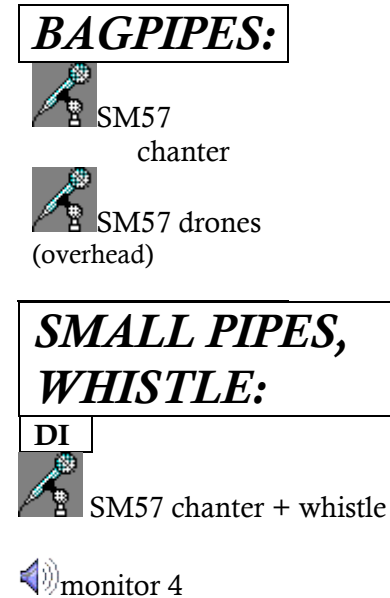 BAGPIPES:
SM57
chanter
SM57 drones
(overhead)
SMALL PIPES,
WHISTLE:
DI
SM57 chanter + whistle
monitor 4